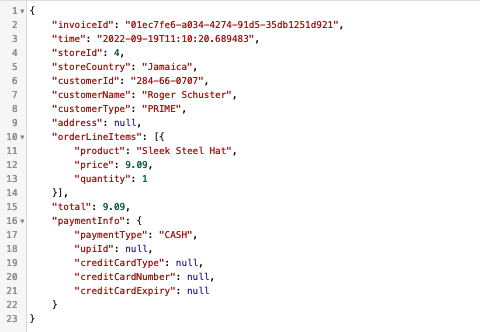 1 {
2 "invoiceId": "01ec7fe6-a034-4274-91d5-35db1251d921",
3 "time": "2022-09-19T11:10:20.689483",
4 "storeId": 4,
5 "storeCountry": "Jamaica",
6 "customerId": "284-66-0707",
7 "customerName": "Roger Schuster",
8 "customerType": "PRIME",
9 "address": null,
10 "orderLineItems": [{
11 "product": "Sleek Steel Hat",
12 "price": 9.09,
13 "quantity": 1
14 }],
15 "total": 9.09,
16 "paymentInfo": {
17 "paymentType": "CASH",
18 "upiId": null,
19 "creditCardType": null,
20 "creditCardNumber": null,
21 "creditCardExpiry": null
22 }
23 }